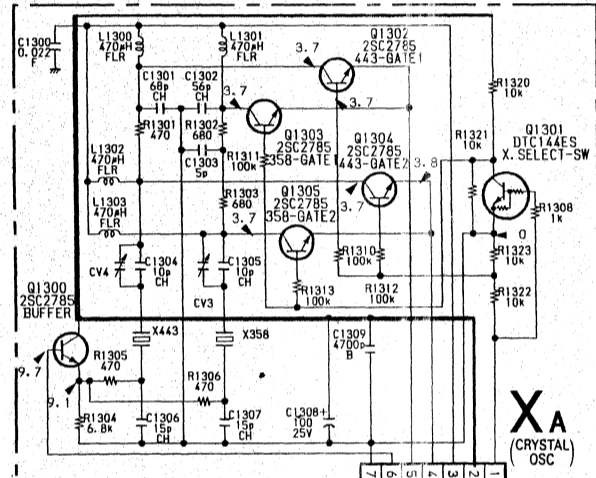 C1300
0.022
F
L1300
470μH
FLR
L1301
470μH
FLR
C1301
68p
CH
C1302
56p
CH
3.7
Q1302
2SC2785
443-GATE1
3.7
3.7
R1301
470
R1302
680
C1303
5p
R1311
100k
Q1303
2SC2785
358-GATE1
Q1304
2SC2785
443-GATE2
3.8
R1320
10k
R1321
10k
Q1301
DTC144ES
X.SELECT-SW
R1308
1k
0
L1302
470μH
FLR
L1303
470μH
FLR
R1303
680
3.7
Q1305
2SC2785
358-GATE2
3.7
R1323
10k
R1322
10k
CV4
C1304
10p
CH
CV3
C1305
10p
CH
R1310
100k
R1312
100k
R1313
100k
Q1300
2SC2785
BUFFER
X443
X358
C1309
4700p
B
9.7
9.1
R1305
470
R1306
470
R1304
6.8k
C1306
15p
CH
C1307
15p
CH
C1308
+
100
25V
XA
(CRYSTAL
OSC)
7
6
5
4
3
2
1